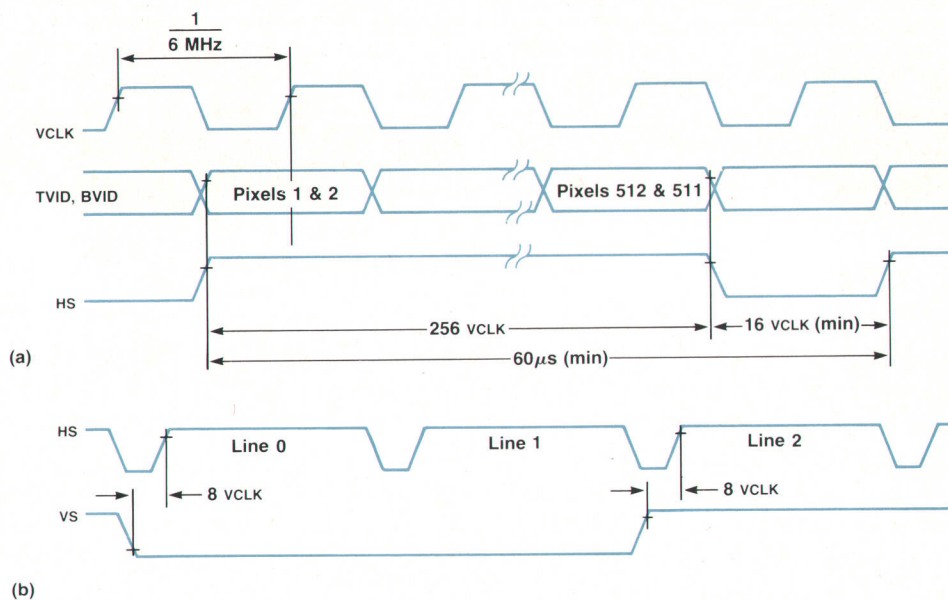 1
6 MHz
VCLK
TVID, BVID
Pixels 1 & 2
Pixels 512 & 511
HS
256 VCLK
16 VCLK (min)
60μs (min)
(a)
HS
Line 0
Line 1
Line 2
8 VCLK
8 VCLK
VS
(b)